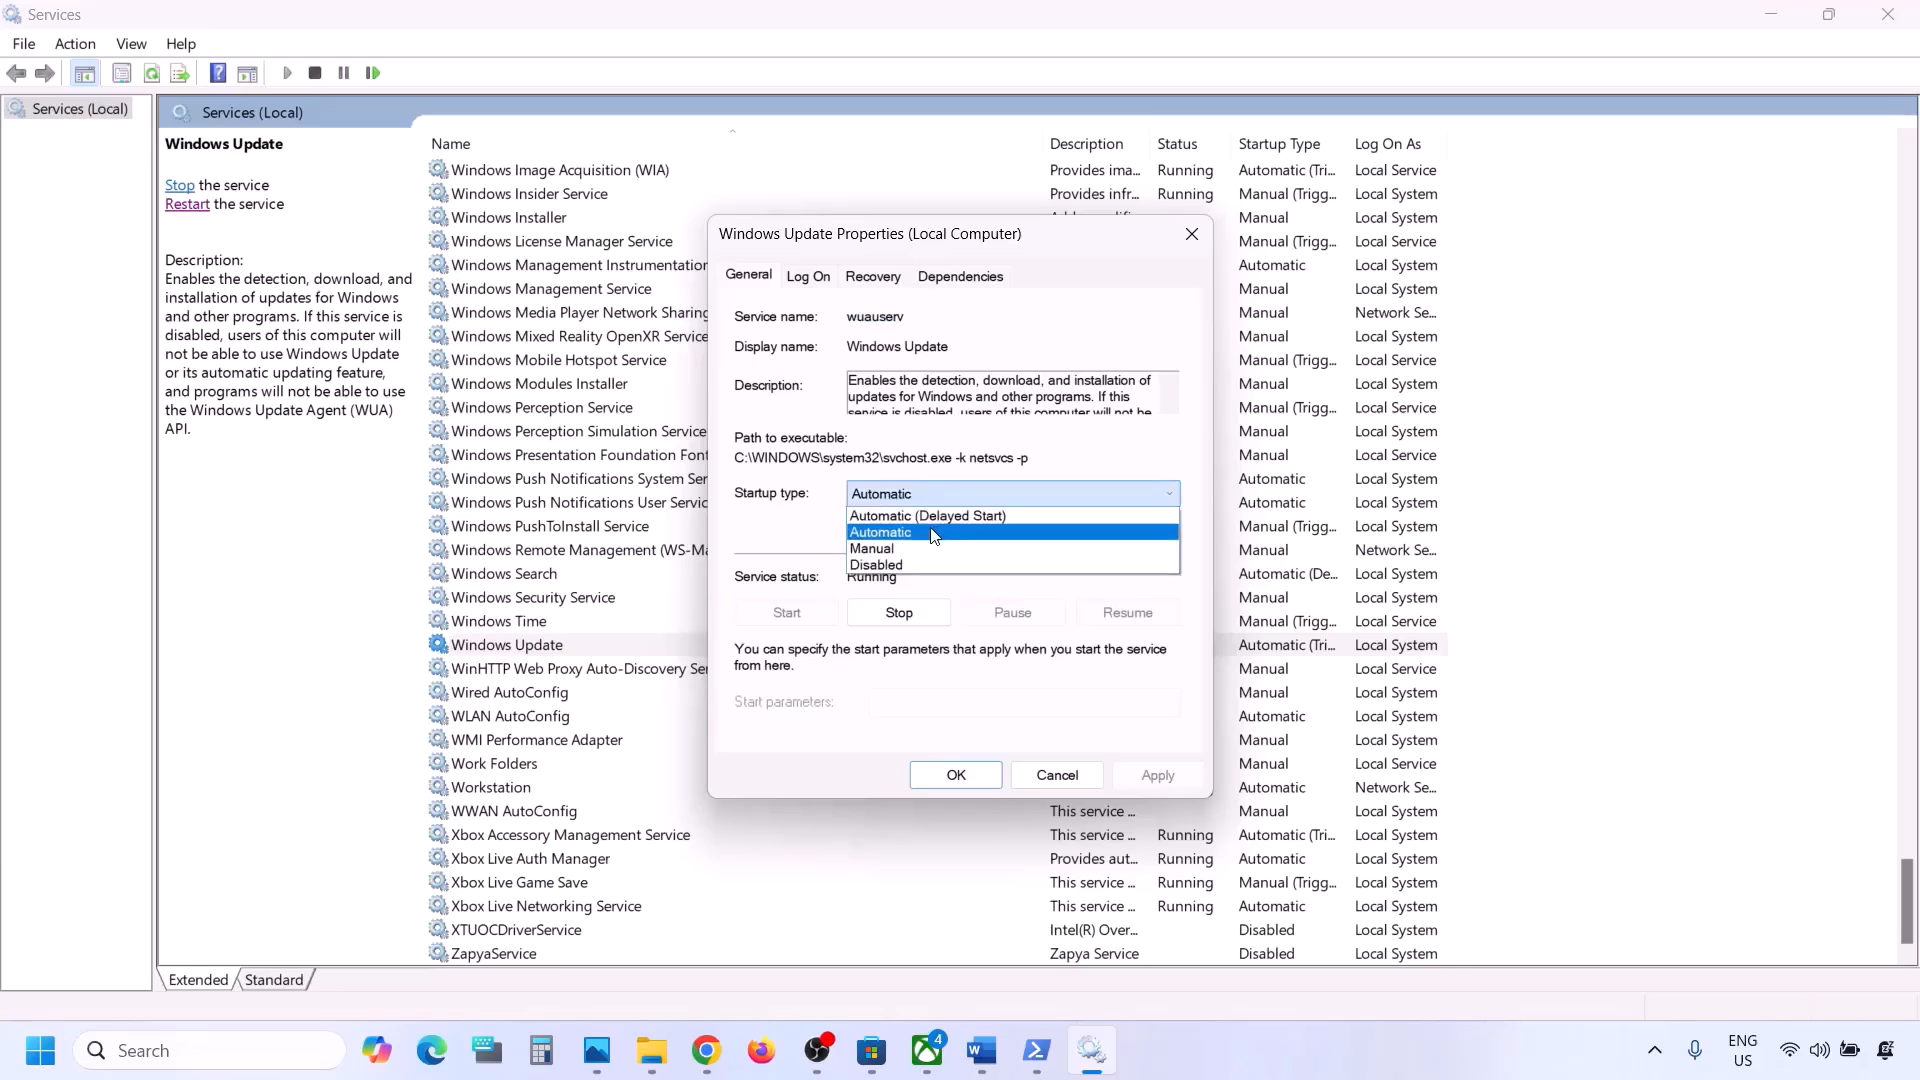 Services
File Action View Help
Services (Local)
Services (Local)
Windows Update
Stop the service
Restart the service
Description:
Enables the detection, download, and
installation of updates for Windows
and other programs. If this service is
disabled, users of this computer will
not be able to use Windows Update
or its automatic updating feature,
and programs will not be able to use
the Windows Update Agent (WUA)
API.
Name Description Status Startup Type Log On As
Windows Image Acquisition (WIA) Provides ima... Running Automatic (Tri... Local Service
Windows Insider Service Provides infr... Running Manual (Trigg... Local System
Windows Installer Manual Local System
Windows License Manager Service Manual (Trigg... Local Service
Windows Management Instrumentation Automatic Local System
Windows Management Service Manual Local System
Windows Media Player Network Sharing Manual Network Se...
Windows Mixed Reality OpenXR Service Manual Local System
Windows Mobile Hotspot Service Manual (Trigg... Local Service
Windows Modules Installer Manual Local System
Windows Perception Service Manual (Trigg... Local Service
Windows Perception Simulation Service Manual Local System
Windows Presentation Foundation Font Manual Local Service
Windows Push Notifications System Ser Automatic Local System
Windows Push Notifications User Servic Automatic Local System
Windows PushToInstall Service Manual (Trigg... Local System
Windows Remote Management (WS-Ma Manual Network Se...
Windows Search Automatic (De... Local System
Windows Security Service Manual Local System
Windows Time Manual (Trigg... Local Service
Windows Update Automatic (Tri... Local System
WinHTTP Web Proxy Auto-Discovery Ser Manual Local Service
Wired AutoConfig Manual Local System
WLAN AutoConfig Automatic Local System
WMI Performance Adapter Manual Local System
Work Folders Manual Local Service
Workstation Automatic Network Se...
WWAN AutoConfig This service ... Manual Local System
Xbox Accessory Management Service This service ... Running Automatic (Tri... Local System
Xbox Live Auth Manager Provides aut... Running Automatic Local System
Xbox Live Game Save This service ... Running Manual (Trigg... Local System
Xbox Live Networking Service This service ... Running Automatic Local System
XTUOCDriverService Intel(R) Over... Disabled Local System
ZapyaService Zapya Service Disabled Local System
Windows Update Properties (Local Computer)
General Log On Recovery Dependencies
Service name: wuauserv
Display name: Windows Update
Description: Enables the detection, download, and installation of
updates for Windows and other programs. If this
service is disabled, users of this computer will not be
Path to executable:
C:\WINDOWS\system32\svchost.exe -k netsvcs -p
Startup type: Automatic
Automatic (Delayed Start)
Automatic
Manual
Disabled
Service status: Running
Start Stop Pause Resume
You can specify the start parameters that apply when you start the service
from here.
Start parameters:
OK Cancel Apply
Extended Standard
Search
4
ENG
US